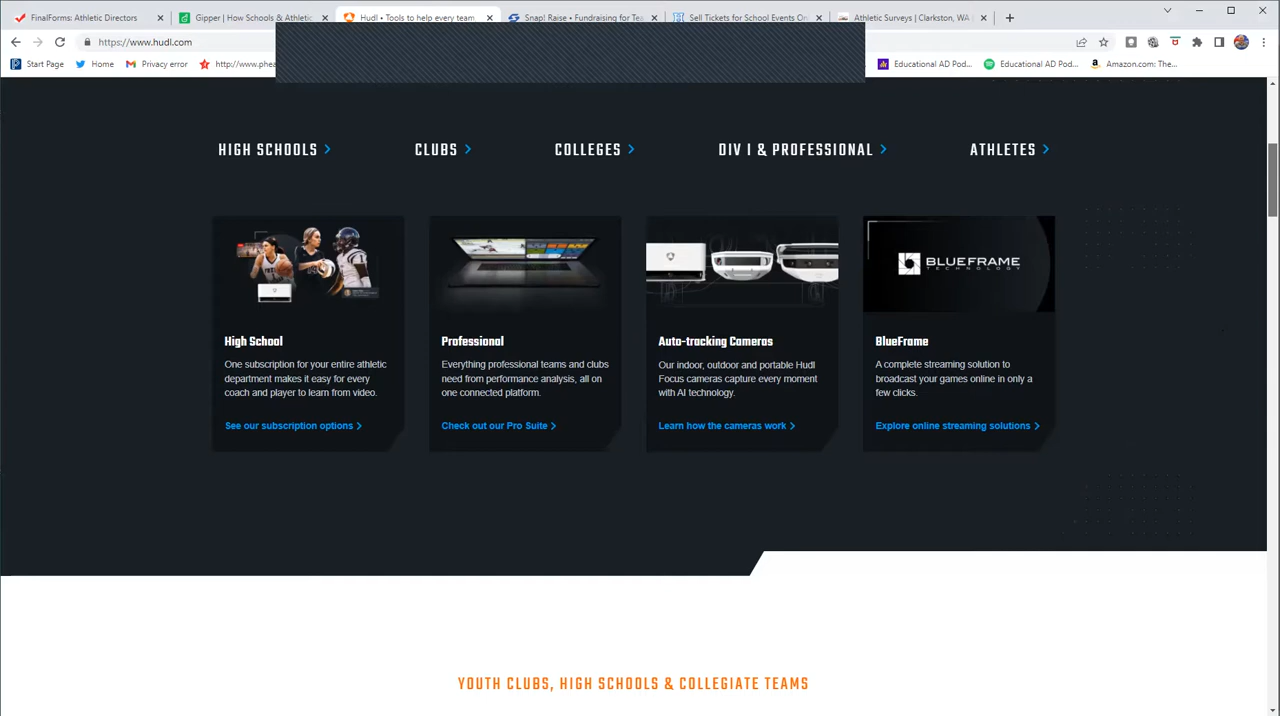 FinalForms: Athletic Directors
Gipper | How Schools & Athletic
Hudl • Tools to help every team
Snap! Raise • Fundraising for Tea
Sell Tickets for School Events On
Athletic Surveys | Clarkston, WA
https://www.hudl.com
Start Page
Home
Privacy error
http://www.phea
Educational AD Pod...
Educational AD Pod...
Amazon.com: The...
HIGH SCHOOLS
CLUBS
COLLEGES
DIV I & PROFESSIONAL
ATHLETES
High School
One subscription for your entire athletic
department makes it easy for every
coach and player to learn from video.
See our subscription options
Professional
Everything professional teams and clubs
need from performance analysis, all on
one connected platform.
Check out our Pro Suite
Auto-tracking Cameras
Our indoor, outdoor and portable Hudl
Focus cameras capture every moment
with AI technology.
Learn how the cameras work
BLUEFRAME
TECHNOLOGY
BlueFrame
A complete streaming solution to
broadcast your games online in only a
few clicks.
Explore online streaming solutions
YOUTH CLUBS, HIGH SCHOOLS & COLLEGIATE TEAMS